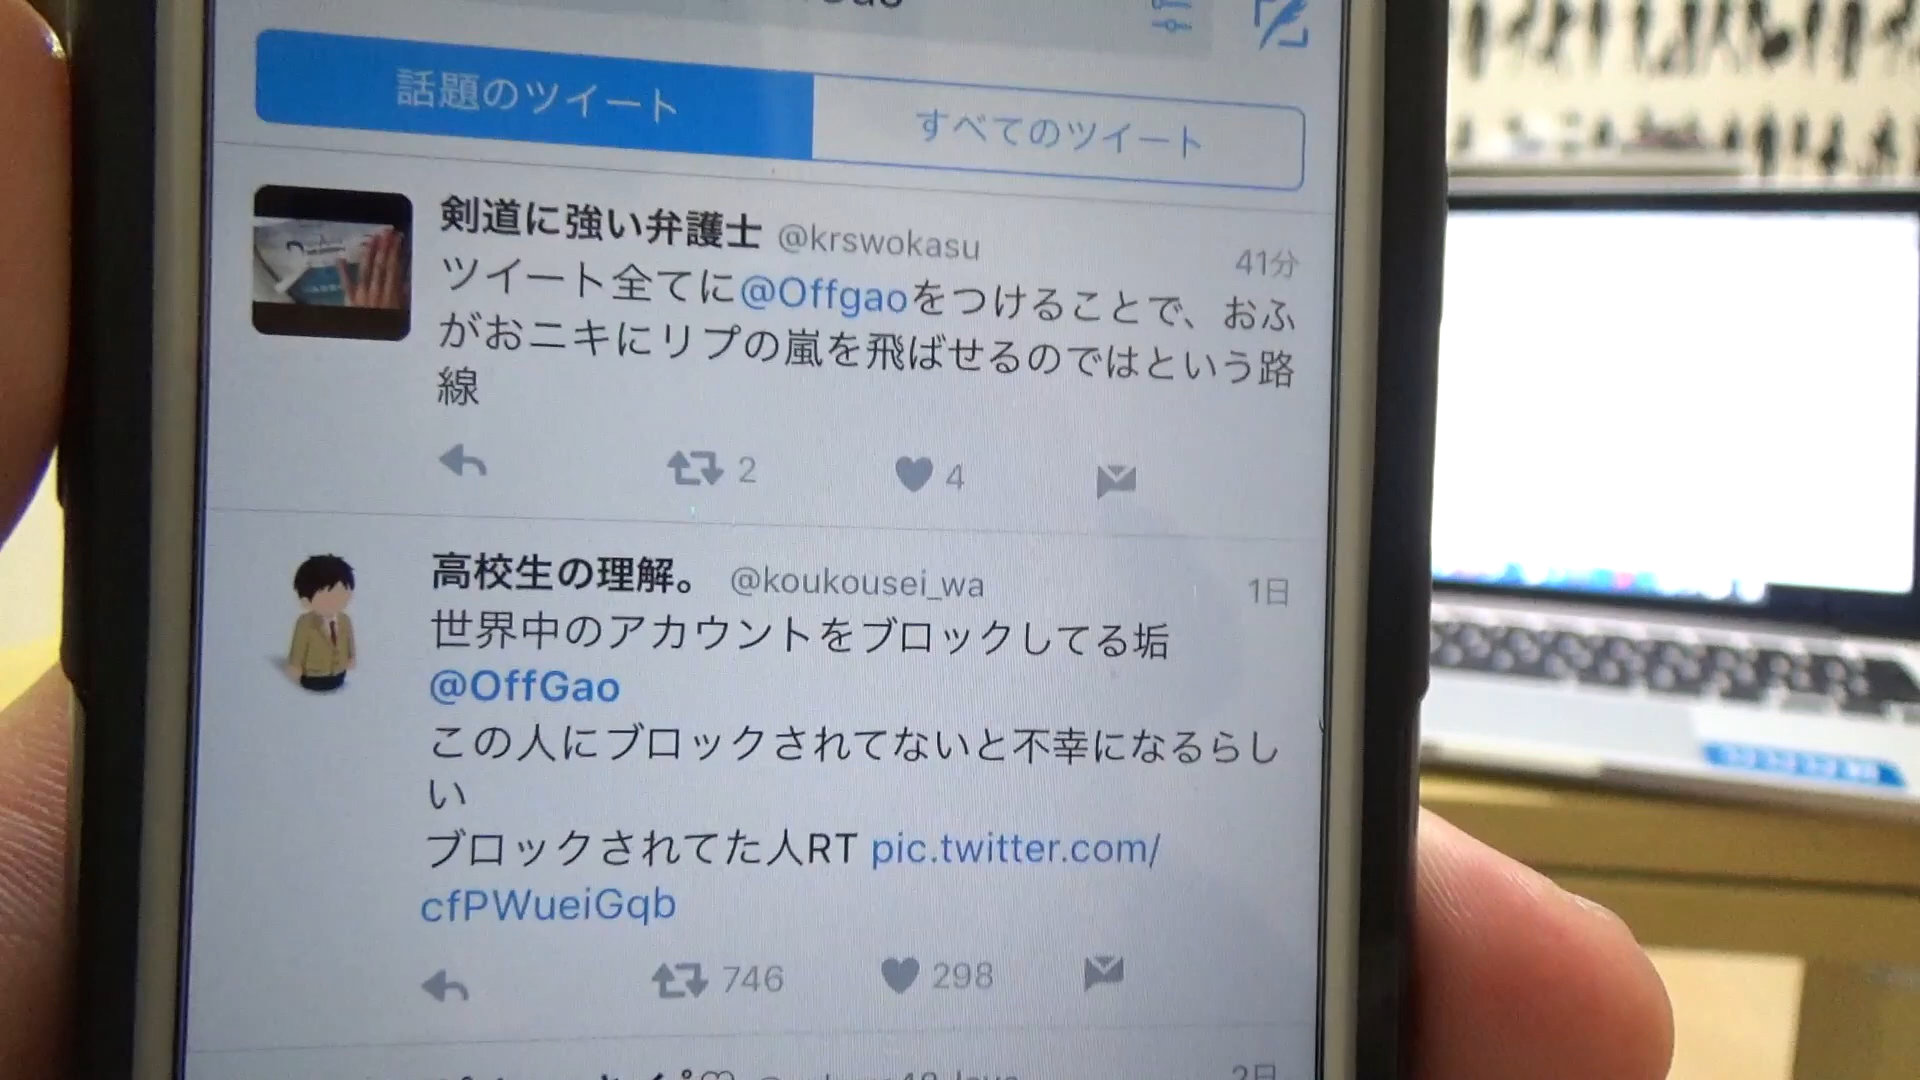 話題のツイート
すべてのツイート
剣道に強い弁護士 @krswokasu 41分
ツイート全てに@Offgaoをつけることで、おふ
がおニキにリプの嵐を飛ばせるのではという路
線
2 4
高校生の理解。 @koukousei_wa 1日
世界中のアカウントをブロックしてる垢
@OffGao
この人にブロックされてないと不幸になるらし
い
ブロックされてた人RT pic.twitter.com/
cfPWueiGqb
746 298
2日